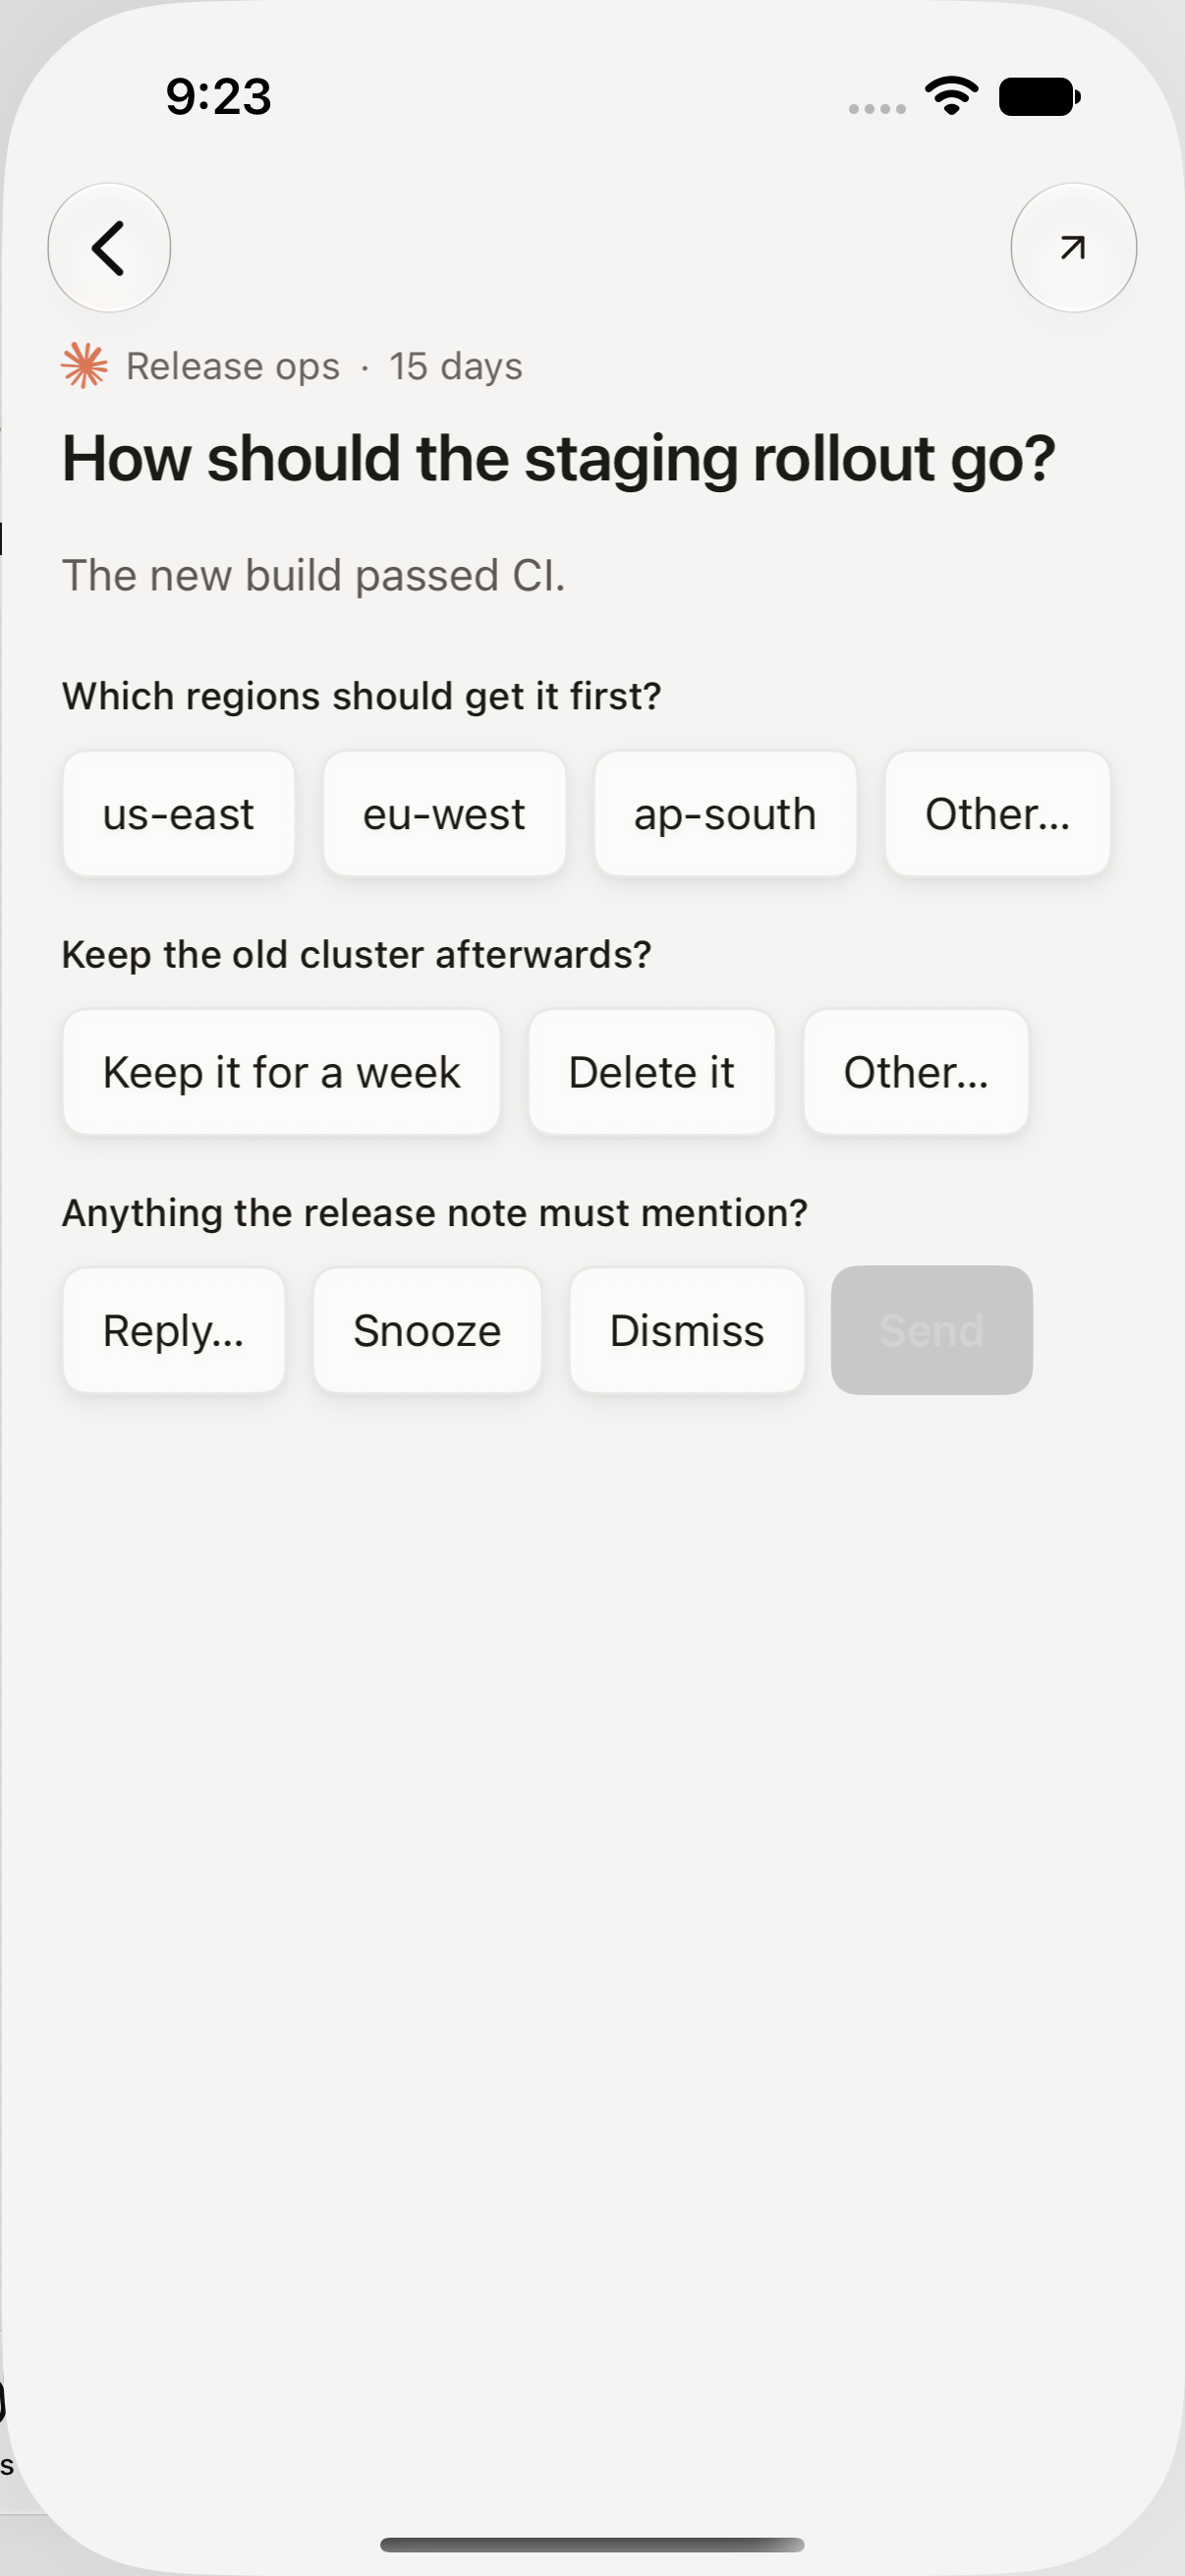 9:23
Release ops · 15 days
How should the staging rollout go?
The new build passed CI.
Which regions should get it first?
us-east eu-west ap-south Other...
Keep the old cluster afterwards?
Keep it for a week Delete it Other...
Anything the release note must mention?
Reply... Snooze Dismiss Send
s